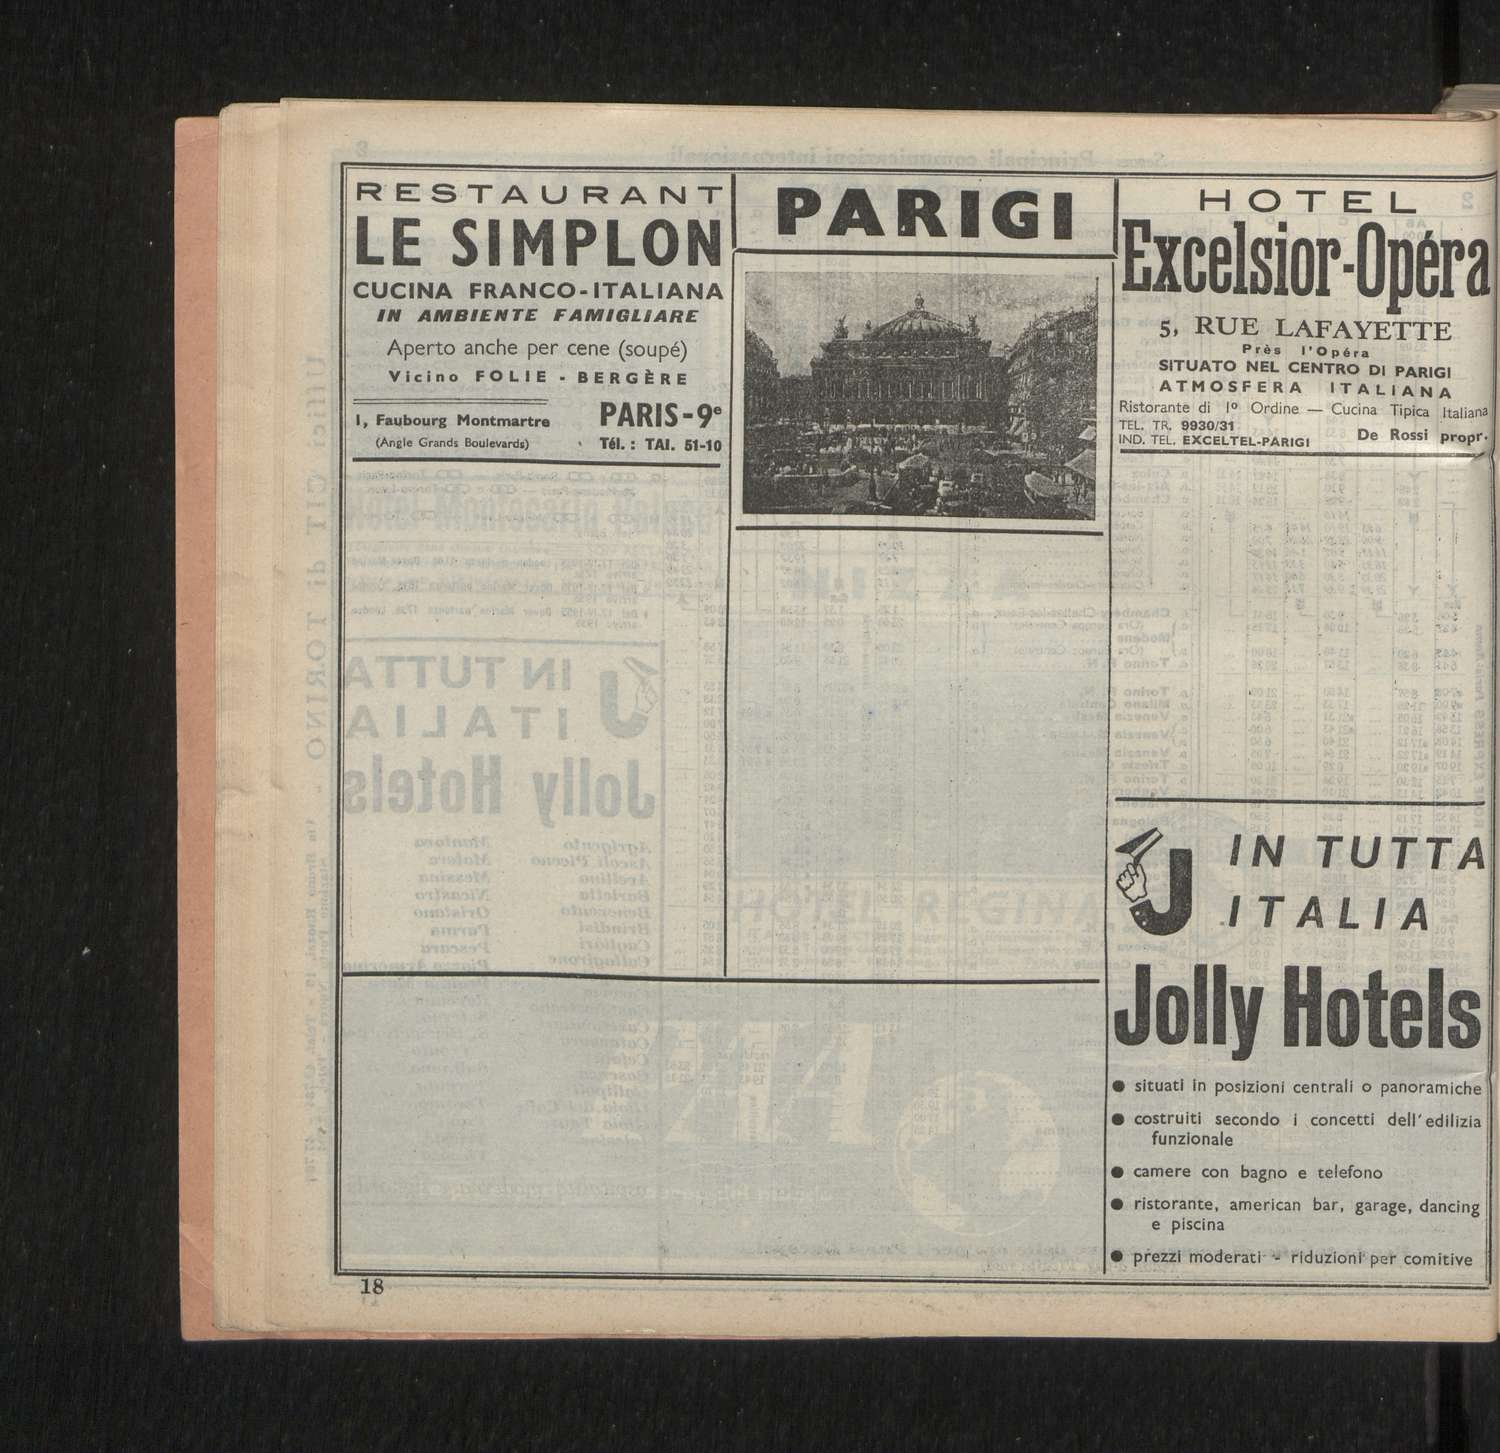 RESTAURANT
LE SIMPLON
CUCINA FRANCO-ITALIANA
IN AMBIENTE FAMIGLIARE
Aperto anche per cene (soupé)
Vicino FOLIE - BERGÈRE
1, Faubourg Montmartre
(Angle Grands Boulevards)
PARIS-9e
Tél.: TAI. 51-10
PARIGI
HOTEL
Excelsior-Opéra
5, RUE LAFAYETTE
Près l'Opéra
SITUATO NEL CENTRO DI PARIGI
ATMOSFERA ITALIANA
Ristorante di 1º Ordine — Cucina Tipica Italiana
TEL. TR. 9930/31
IND. TEL. EXCELTEL-PARIGI
De Rossi propr.
J
IN TUTTA
ITALIA
Jolly Hotels
● situati in posizioni centrali o panoramiche
● costruiti secondo i concetti dell'edilizia
funzionale
● camere con bagno e telefono
● ristorante, american bar, garage, dancing
e piscina
● prezzi moderati - riduzioni per comitive
18